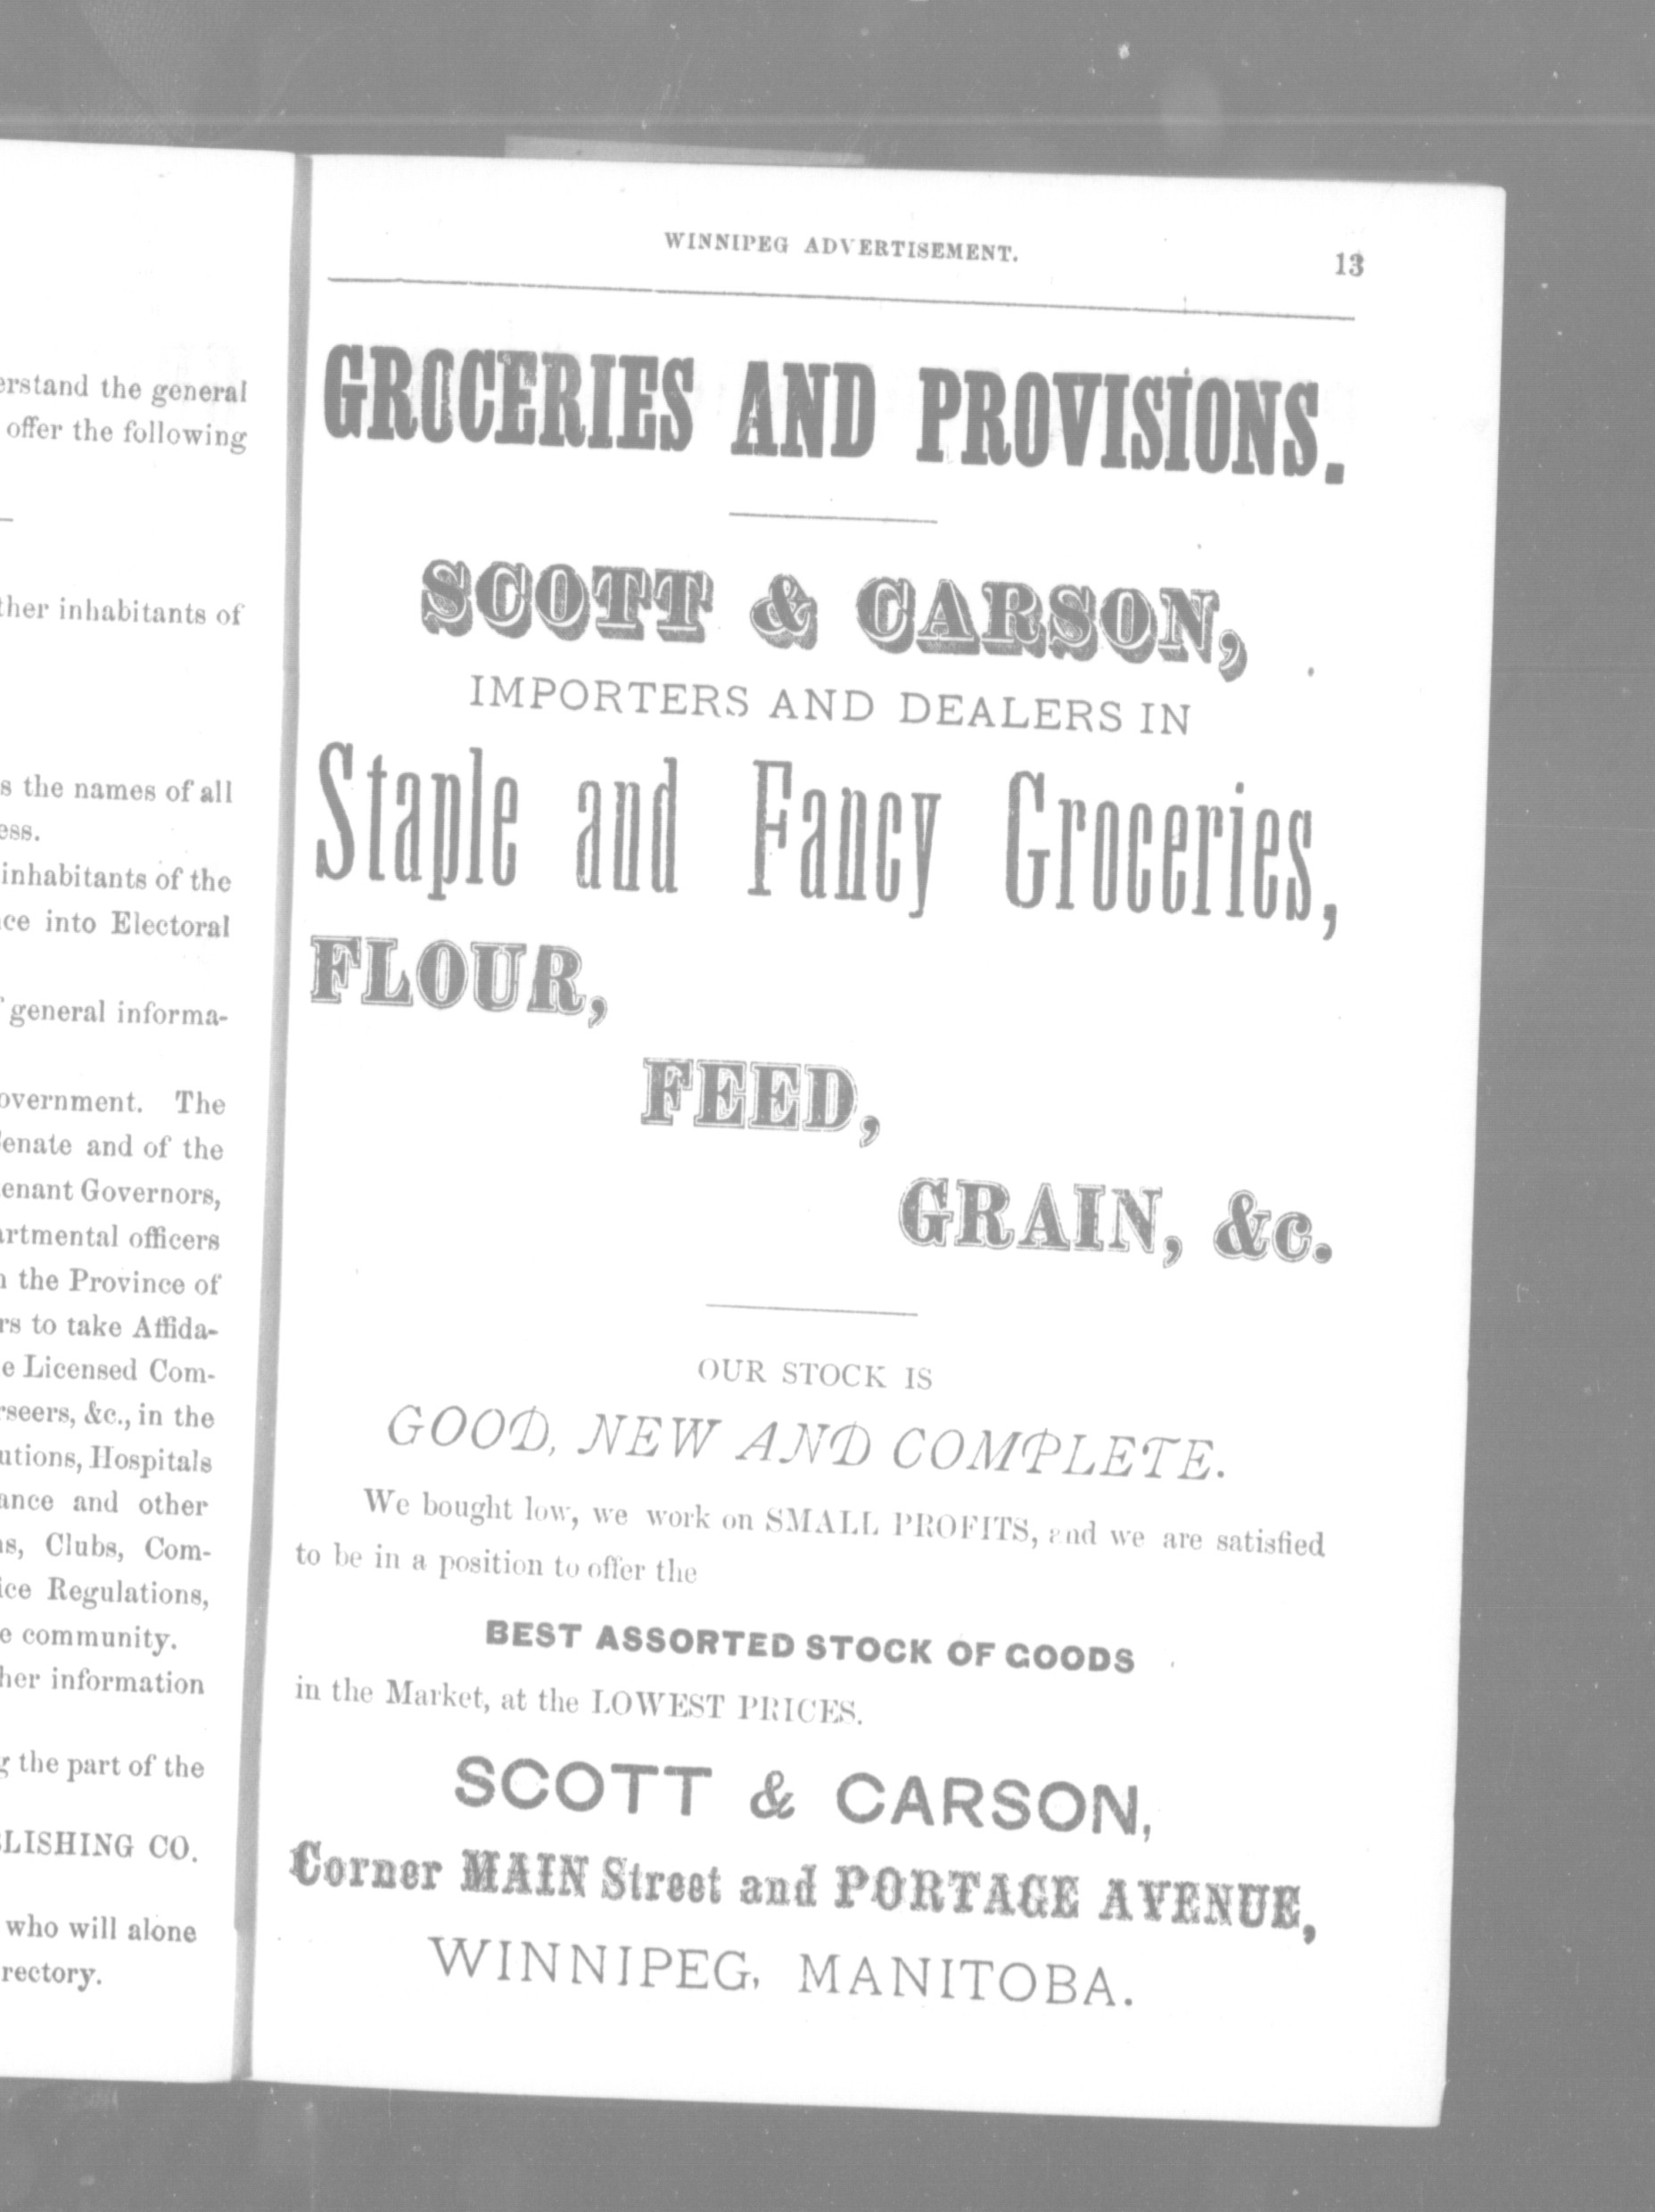 erstand the general
offer the following
ther inhabitants of
s the names of all
ess.
inhabitants of the
ce into Electoral
general informa-
overnment. The
enate and of the
enant Governors,
artmental officers
the Province of
rs to take Affida-
e Licensed Com-
rseers, &c., in the
utions, Hospitals
ance and other
ns, Clubs, Com-
ice Regulations,
e community.
her information
g the part of the
LISHING CO.
who will alone
rectory.
WINNIPEG ADVERTISEMENT. 13
GROCERIES AND PROVISIONS.
SCOTT & CARSON,
IMPORTERS AND DEALERS IN
Staple and Fancy Groceries,
FLOUR,
FEED,
GRAIN, &c.
OUR STOCK IS
GOOD, NEW AND COMPLETE.
We bought low, we work on SMALL PROFITS, and we are satisfied
to be in a position to offer the
BEST ASSORTED STOCK OF GOODS
in the Market, at the LOWEST PRICES.
SCOTT & CARSON,
Corner MAIN Street and PORTAGE AVENUE,
WINNIPEG, MANITOBA.